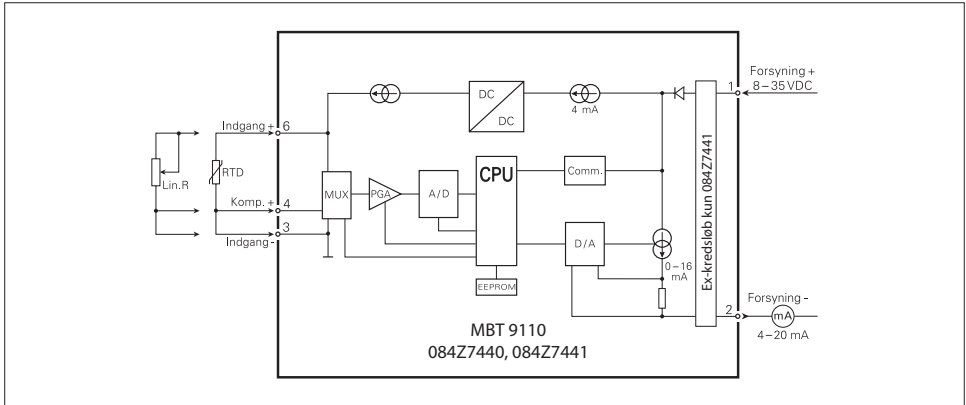 Forsyning +
8–35 VDC
1
DC
DC
4 mA
Indgang +
6
Lin.R
RTD
MUX
PGA
A/D
CPU
Comm.
Komp. +
4
3
Indgang -
D/A
0–16
mA
EEPROM
Ex-kredsløb kun 084Z7441
Forsyning -
2
mA
4–20 mA
MBT 9110
084Z7440, 084Z7441